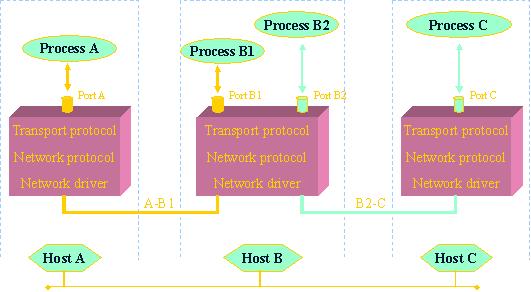 Process A
Process B1
Process B2
Process C
Port A
Port B1
Port B2
Port C
Transport protocol
Network protocol
Network driver
Transport protocol
Network protocol
Network driver
Transport protocol
Network protocol
Network driver
A-B1
B2-C
Host A
Host B
Host C